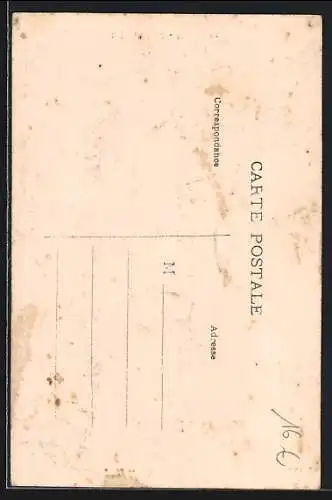 CARTE POSTALE
Correspondance
Adresse
M
16 €